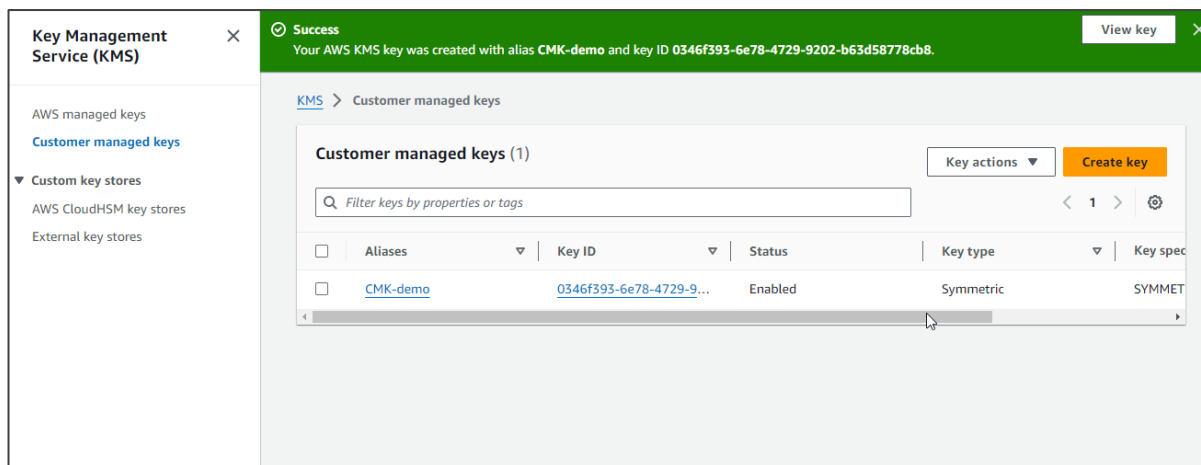 Key Management
Service (KMS)
AWS managed keys
Customer managed keys
Custom key stores
AWS CloudHSM key stores
External key stores
Success
Your AWS KMS key was created with alias CMK-demo and key ID 0346f393-6e78-4729-9202-b63d58778cb8.
View key
KMS > Customer managed keys
Customer managed keys (1)
Key actions
Create key
Filter keys by properties or tags
1
Aliases Key ID Status Key type Key spec
CMK-demo 0346f393-6e78-4729-9... Enabled Symmetric SYMMET